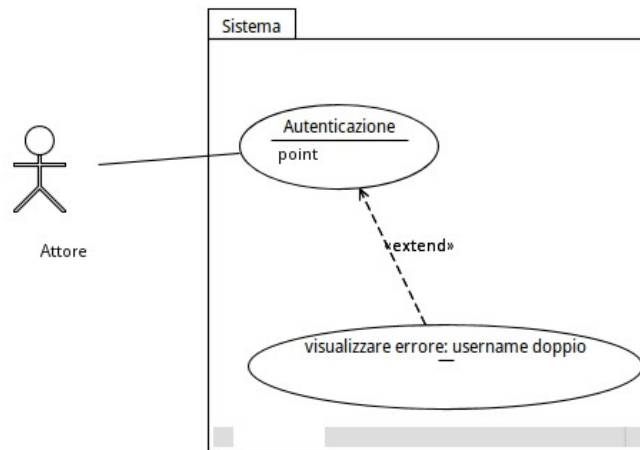 Sistema
Autenticazione
point
Attore
«extend»
visualizzare errore: username doppio